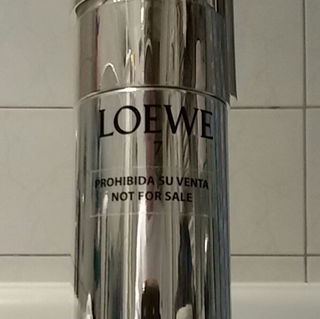 LOEWE
7
PROHIBIDA SU VENTA
NOT FOR SALE